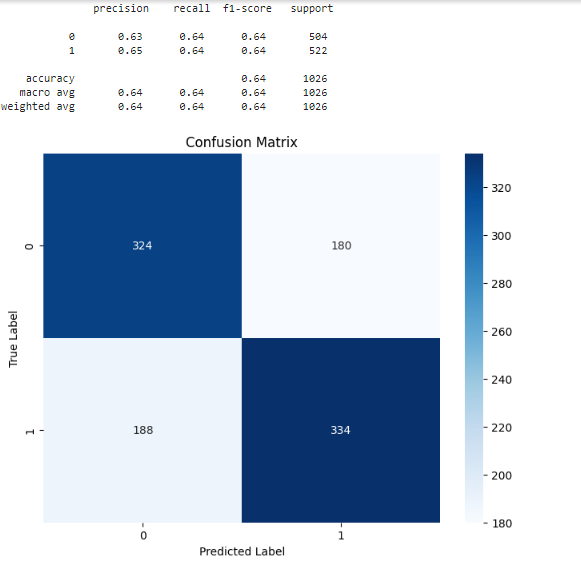 precision recall f1-score support
0 0.63 0.64 0.64 504
1 0.65 0.64 0.64 522
accuracy 0.64 1026
macro avg 0.64 0.64 0.64 1026
weighted avg 0.64 0.64 0.64 1026
Confusion Matrix
324 180
188 334
0
1
True Label
0 1
Predicted Label
320
300
280
260
240
220
200
180